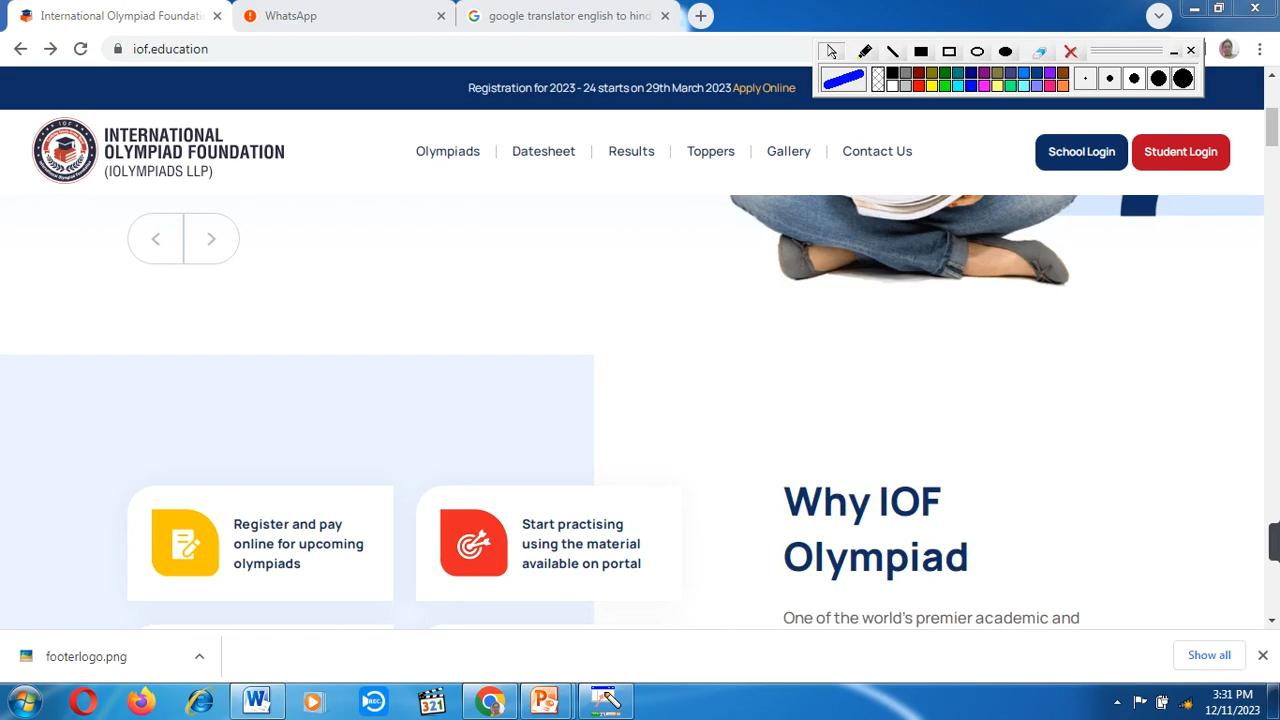 International Olympiad Foundatio
WhatsApp
google translator english to hind
iof.education
Registration for 2023 - 24 starts on 29th March 2023 Apply Online
INTERNATIONAL
OLYMPIAD FOUNDATION
(IOLYMPIADS LLP)
Olympiads
Datesheet
Results
Toppers
Gallery
Contact Us
School Login
Student Login
Register and pay
online for upcoming
olympiads
Start practising
using the material
available on portal
Why IOF
Olympiad
One of the world's premier academic and
footerlogo.png
Show all
REC
321
3:31 PM
12/11/2023